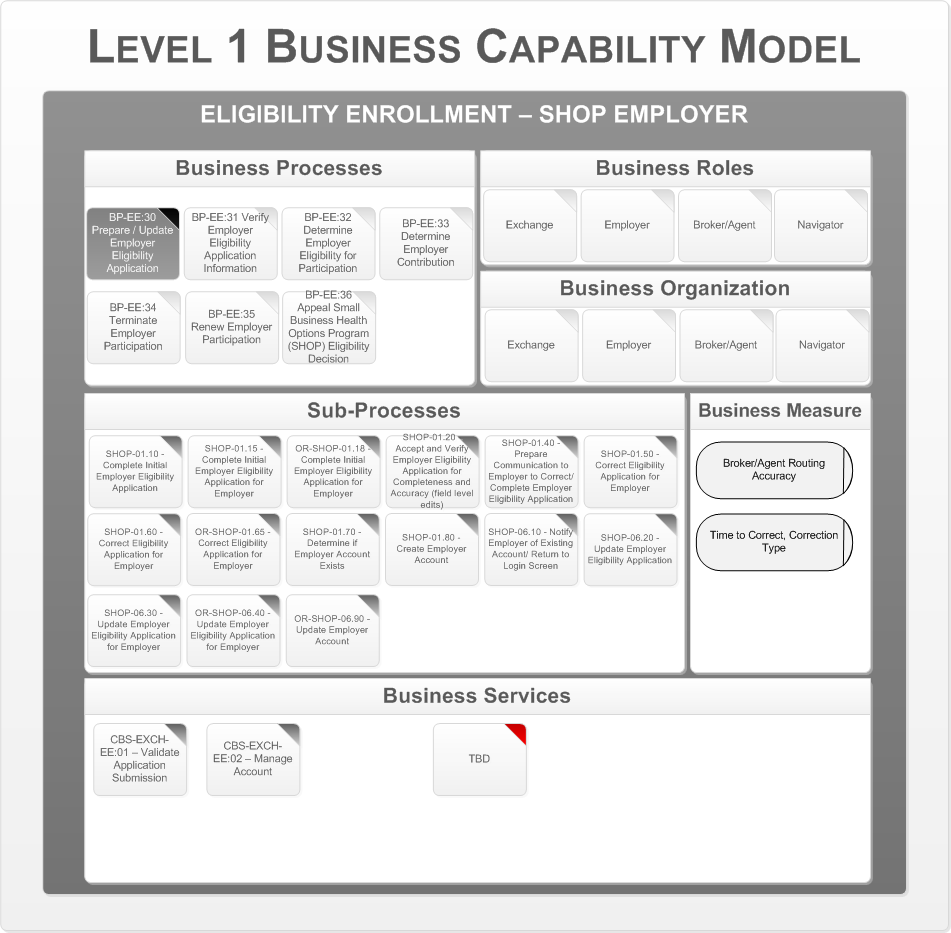 LEVEL 1 BUSINESS CAPABILITY MODEL
ELIGIBILITY ENROLLMENT – SHOP EMPLOYER
Business Processes
BP-EE:30
Prepare / Update
Employer
Eligibility
Application
BP-EE:31 Verify
Employer
Eligibility
Application
Information
BP-EE:32
Determine
Employer
Eligibility for
Participation
BP-EE:33
Determine
Employer
Contribution
BP-EE:34
Terminate
Employer
Participation
BP-EE:35
Renew Employer
Participation
BP-EE:36
Appeal Small
Business Health
Options Program
(SHOP) Eligibility
Decision
Business Roles
Exchange
Employer
Broker/Agent
Navigator
Business Organization
Exchange
Employer
Broker/Agent
Navigator
Sub-Processes
SHOP-01.10 -
Complete Initial
Employer Eligibility
Application
SHOP-01.15 -
Complete Initial
Employer Eligibility
Application for
Employer
OR-SHOP-01.18 -
Complete Initial
Employer Eligibility
Application for
Employer
SHOP-01.20
Accept and Verify
Employer Eligibility
Application for
Completeness and
Accuracy (field level
edits)
SHOP-01.40 -
Prepare
Communication to
Employer to Correct/
Complete Employer
Eligibility Application
SHOP-01.50 -
Correct Eligibility
Application for
Employer
SHOP-01.60 -
Correct Eligibility
Application for
Employer
OR-SHOP-01.65 -
Correct Eligibility
Application for
Employer
SHOP-01.70 -
Determine if
Employer Account
Exists
SHOP-01.80 -
Create Employer
Account
SHOP-06.10 - Notify
Employer of Existing
Account/ Return to
Login Screen
SHOP-06.20 -
Update Employer
Eligibility Application
SHOP-06.30 -
Update Employer
Eligibility Application
for Employer
OR-SHOP-06.40 -
Update Employer
Eligibility Application
for Employer
OR-SHOP-06.90 -
Update Employer
Account
Business Measure
Broker/Agent Routing
Accuracy
Time to Correct, Correction
Type
Business Services
CBS-EXCH-
EE:01 – Validate
Application
Submission
CBS-EXCH-
EE:02 – Manage
Account
TBD